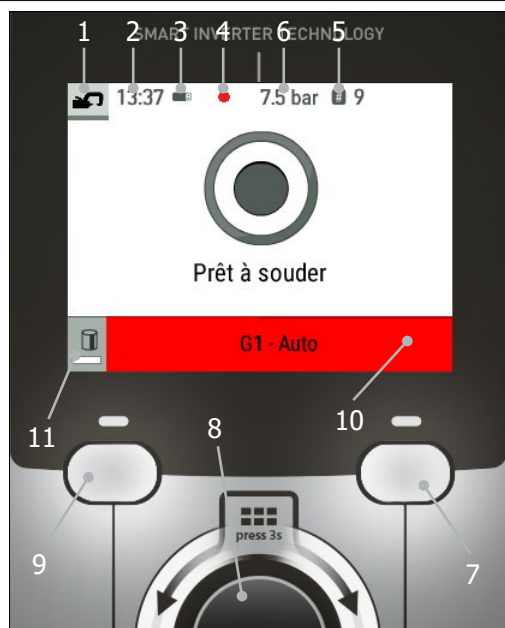 SMART INVERTER TECHNOLOGY
1 2 3 4 6 5
13:37 7.5 bar # 9
Prêt à souder
G1 - Auto
11 8 10
press 3s
9 7